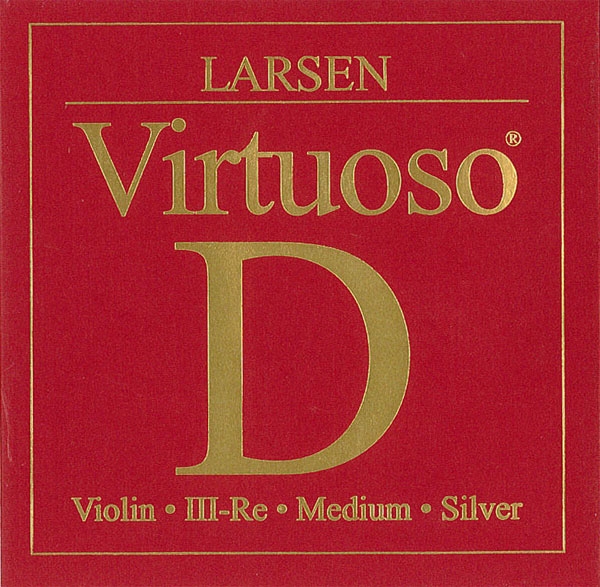 LARSEN
Virtuoso®
D
Violin • III-Re • Medium • Silver